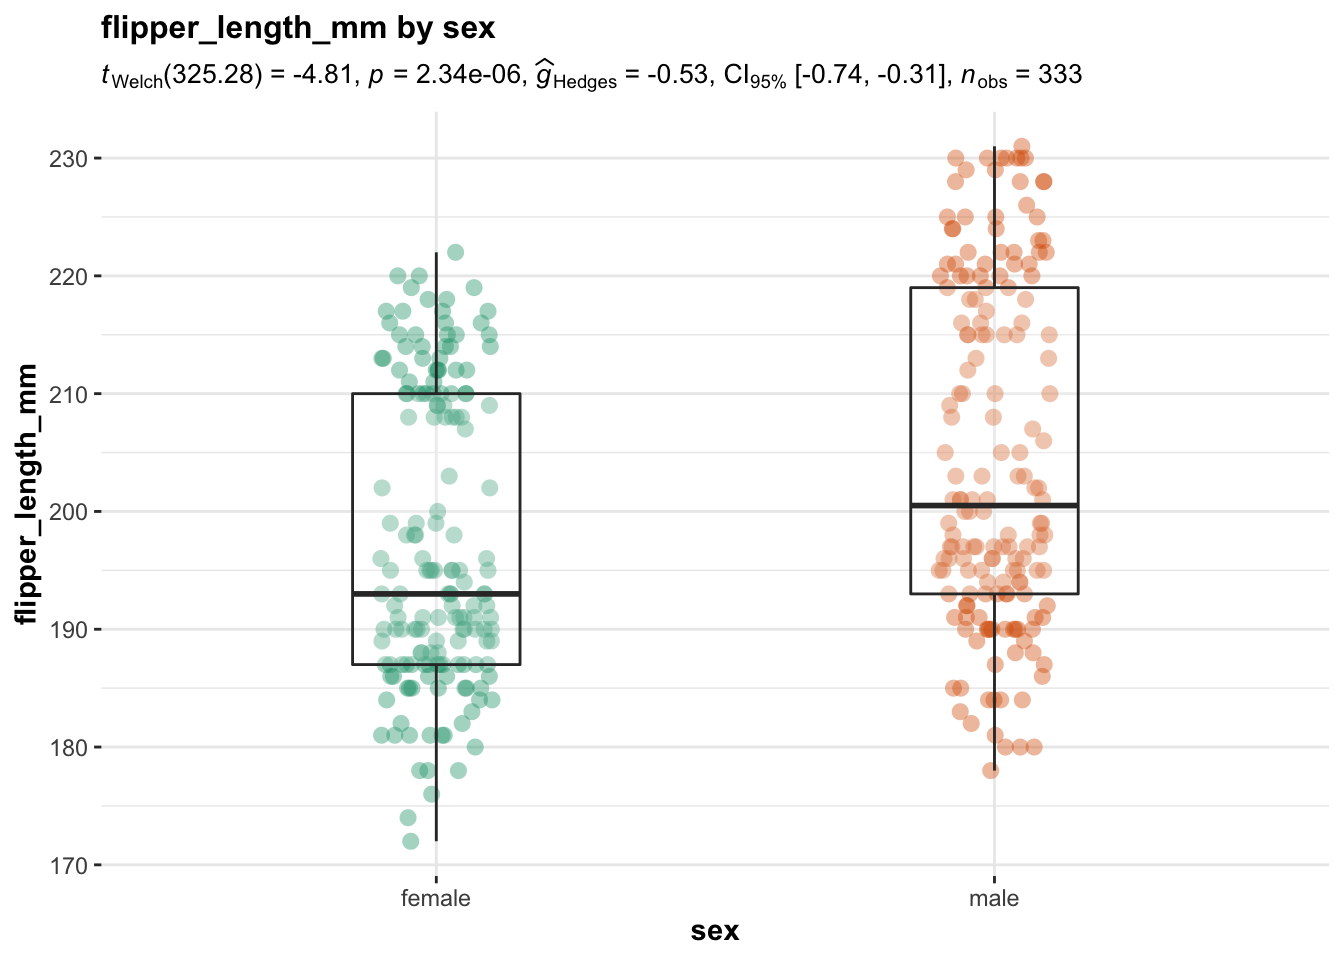 flipper_length_mm by sex
tWelch(325.28) = -4.81, p = 2.34e-06, ĝHedges = -0.53, CI95% [-0.74, -0.31], nobs = 333
230
220
210
200
190
180
170
flipper_length_mm
female male
sex